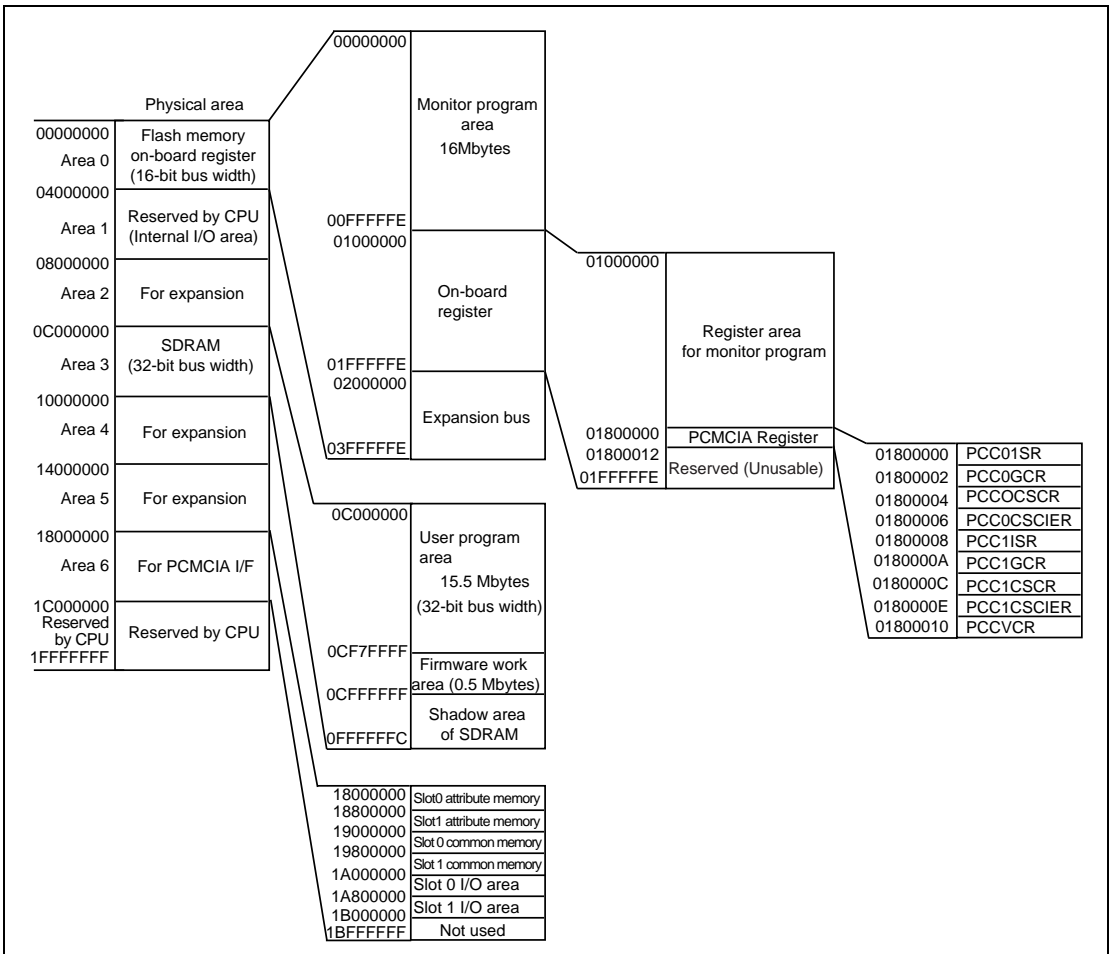 Physical area
00000000
Area 0
Flash memory
on-board register
(16-bit bus width)
04000000
Area 1
Reserved by CPU
(Internal I/O area)
08000000
Area 2
For expansion
0C000000
Area 3
SDRAM
(32-bit bus width)
10000000
Area 4
For expansion
14000000
Area 5
For expansion
18000000
Area 6
For PCMCIA I/F
1C000000
Reserved
by CPU
1FFFFFFF
Reserved by CPU
00000000
Monitor program
area
16Mbytes
00FFFFFE
01000000
On-board
register
01FFFFFE
02000000
Expansion bus
03FFFFFE
01000000
Register area
for monitor program
01800000
PCMCIA Register
01800012
Reserved (Unusable)
01FFFFFE
01800000 PCC01SR
01800002 PCC0GCR
01800004 PCCOCSCR
01800006 PCC0CSCIER
01800008 PCC1ISR
0180000A PCC1GCR
0180000C PCC1CSCR
0180000E PCC1CSCIER
01800010 PCCVCR
0C000000
User program
area
15.5 Mbytes
(32-bit bus width)
0CF7FFFF
Firmware work
area (0.5 Mbytes)
0CFFFFFF
Shadow area
of SDRAM
0FFFFFFC
18000000 Slot0 attribute memory
18800000 Slot1 attribute memory
19000000 Slot 0 common memory
19800000 Slot 1 common memory
1A000000 Slot 0 I/O area
1A800000 Slot 1 I/O area
1B000000 Not used
1BFFFFFF